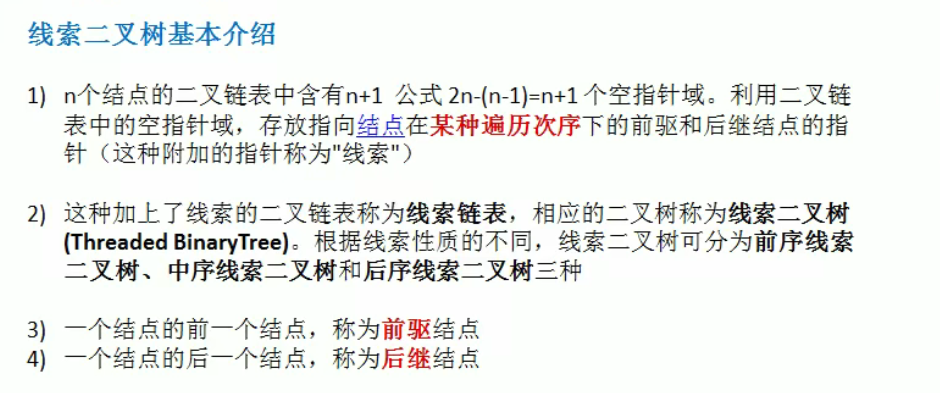 线索二叉树基本介绍
1) n个结点的二叉链表中含有n+1 公式 2n-(n-1)=n+1 个空指针域。利用二叉链
表中的空指针域，存放指向结点在某种遍历次序下的前驱和后继结点的指
针（这种附加的指针称为"线索"）
2) 这种加上了线索的二叉链表称为线索链表，相应的二叉树称为线索二叉树
(Threaded BinaryTree)。根据线索性质的不同，线索二叉树可分为前序线索
二叉树、中序线索二叉树和后序线索二叉树三种
3) 一个结点的前一个结点，称为前驱结点
4) 一个结点的后一个结点，称为后继结点